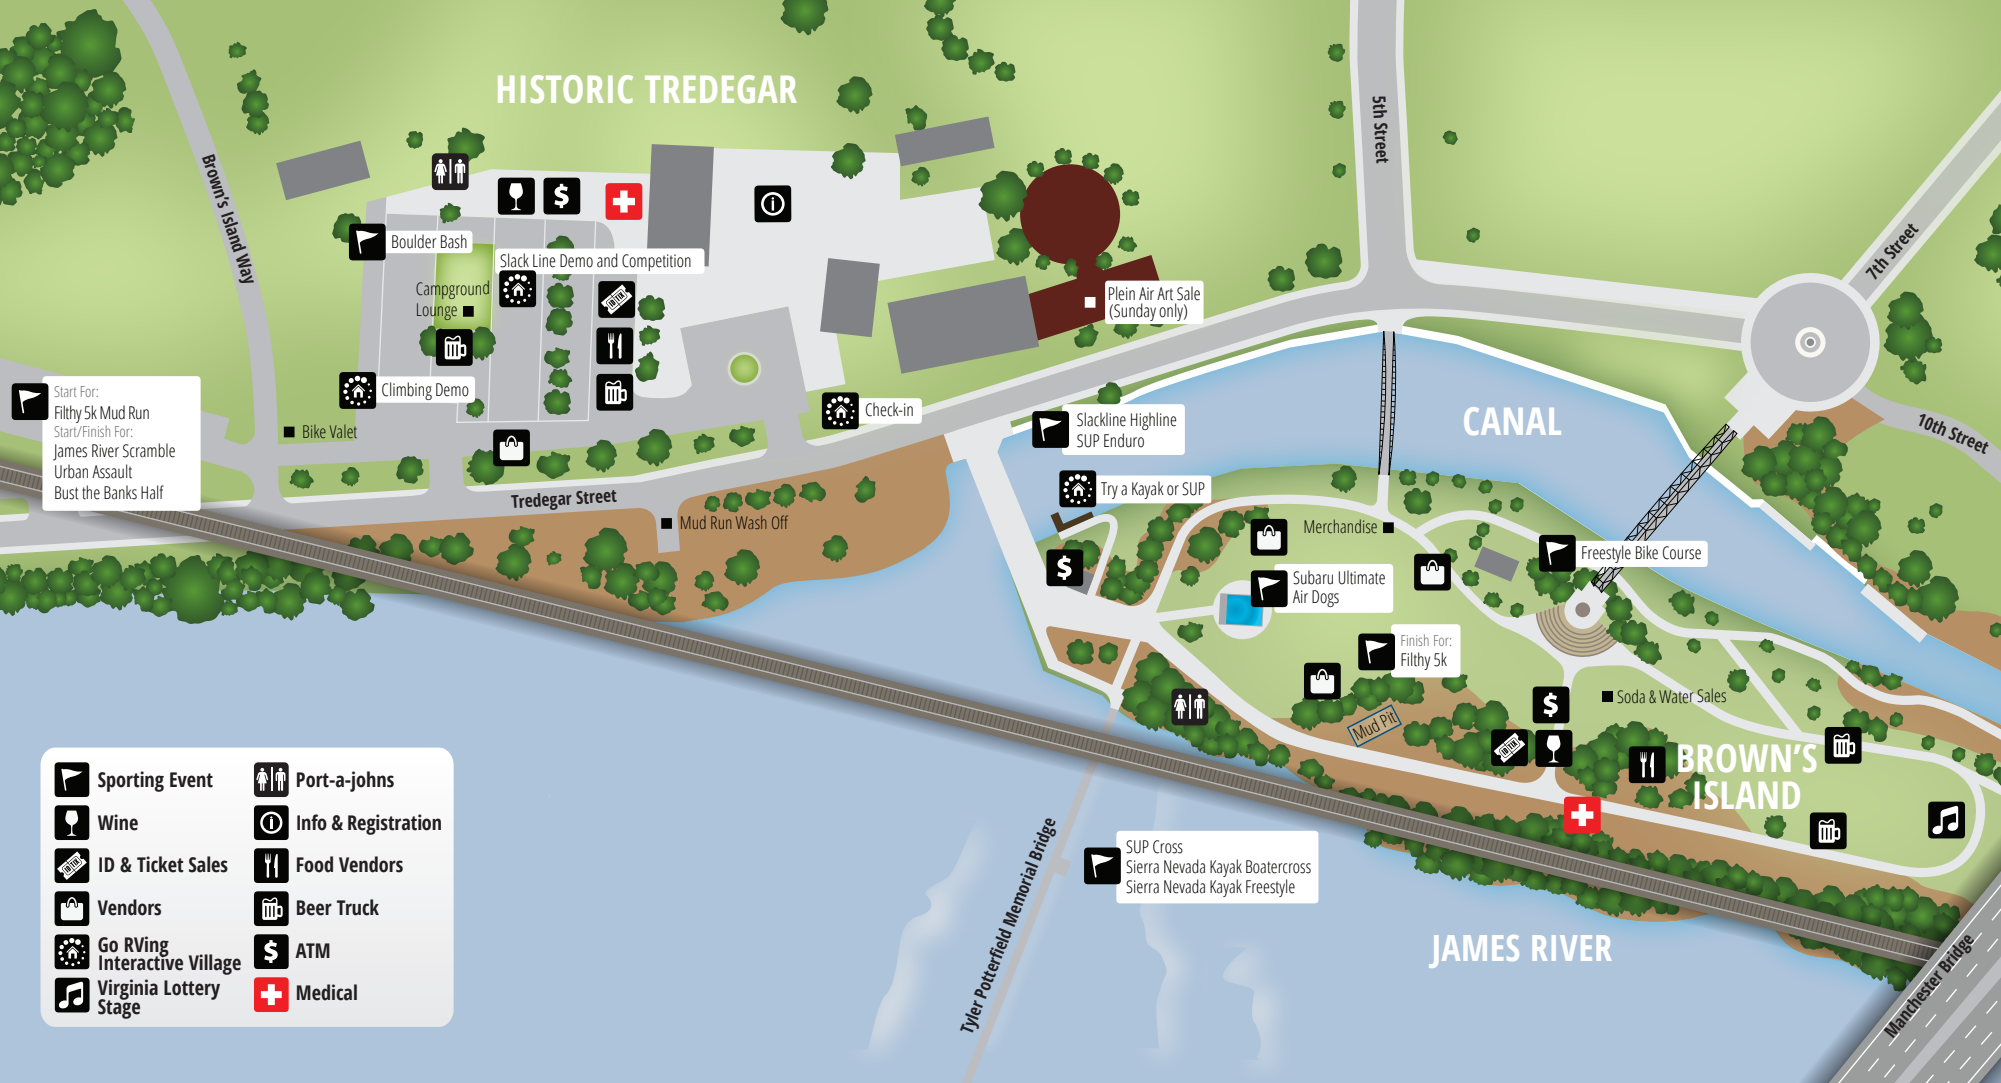 HISTORIC TREDEGAR
5th Street
Brown's Island Way
7th Street
Boulder Bash
Slack Line Demo and Competition
Campground
Lounge
Plein Air Art Sale
(Sunday only)
Start For:
Filthy 5k Mud Run
Start/Finish For:
James River Scramble
Urban Assault
Bust the Banks Half
Climbing Demo
Bike Valet
Check-in
Slackline Highline
SUP Enduro
CANAL
10th Street
Tredegar Street
Try a Kayak or SUP
Mud Run Wash Off
Merchandise
Freestyle Bike Course
Subaru Ultimate
Air Dogs
Finish For:
Filthy 5k
Soda & Water Sales
Mud Pit
BROWN'S
ISLAND
Tyler Potterfield Memorial Bridge
SUP Cross
Sierra Nevada Kayak Boatercross
Sierra Nevada Kayak Freestyle
JAMES RIVER
Manchester Bridge
Sporting Event
Wine
ID & Ticket Sales
Vendors
Go RVing
Interactive Village
Virginia Lottery
Stage
Port-a-johns
Info & Registration
Food Vendors
Beer Truck
ATM
Medical